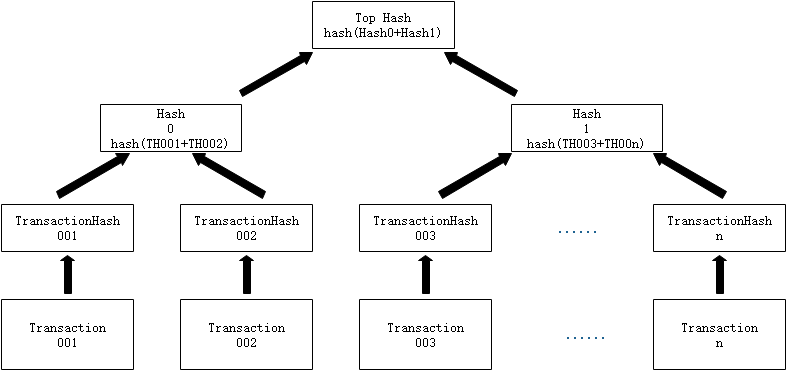 Top Hash
hash(Hash0+Hash1)
Hash
0
hash(TH001+TH002)
Hash
1
hash(TH003+TH00n)
TransactionHash
001
TransactionHash
002
TransactionHash
003
......
TransactionHash
n
Transaction
001
Transaction
002
Transaction
003
......
Transaction
n